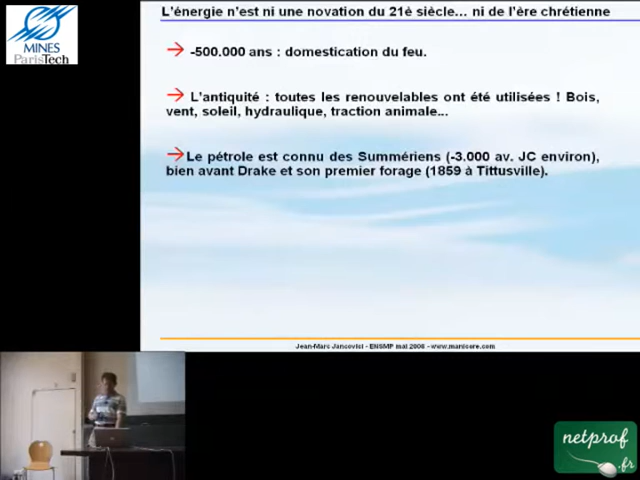 MINES
ParisTech
L'énergie n'est ni une novation du 21è siècle... ni de l'ère chrétienne
-500.000 ans : domestication du feu.
L'antiquité : toutes les renouvelables ont été utilisées ! Bois,
vent, soleil, hydraulique, traction animale...
Le pétrole est connu des Summériens (-3.000 av. JC environ),
bien avant Drake et son premier forage (1859 à Tittusville).
Jean-Marc Jancovici - ENSMP mai 2008 - www.manicore.com
netprof
.fr